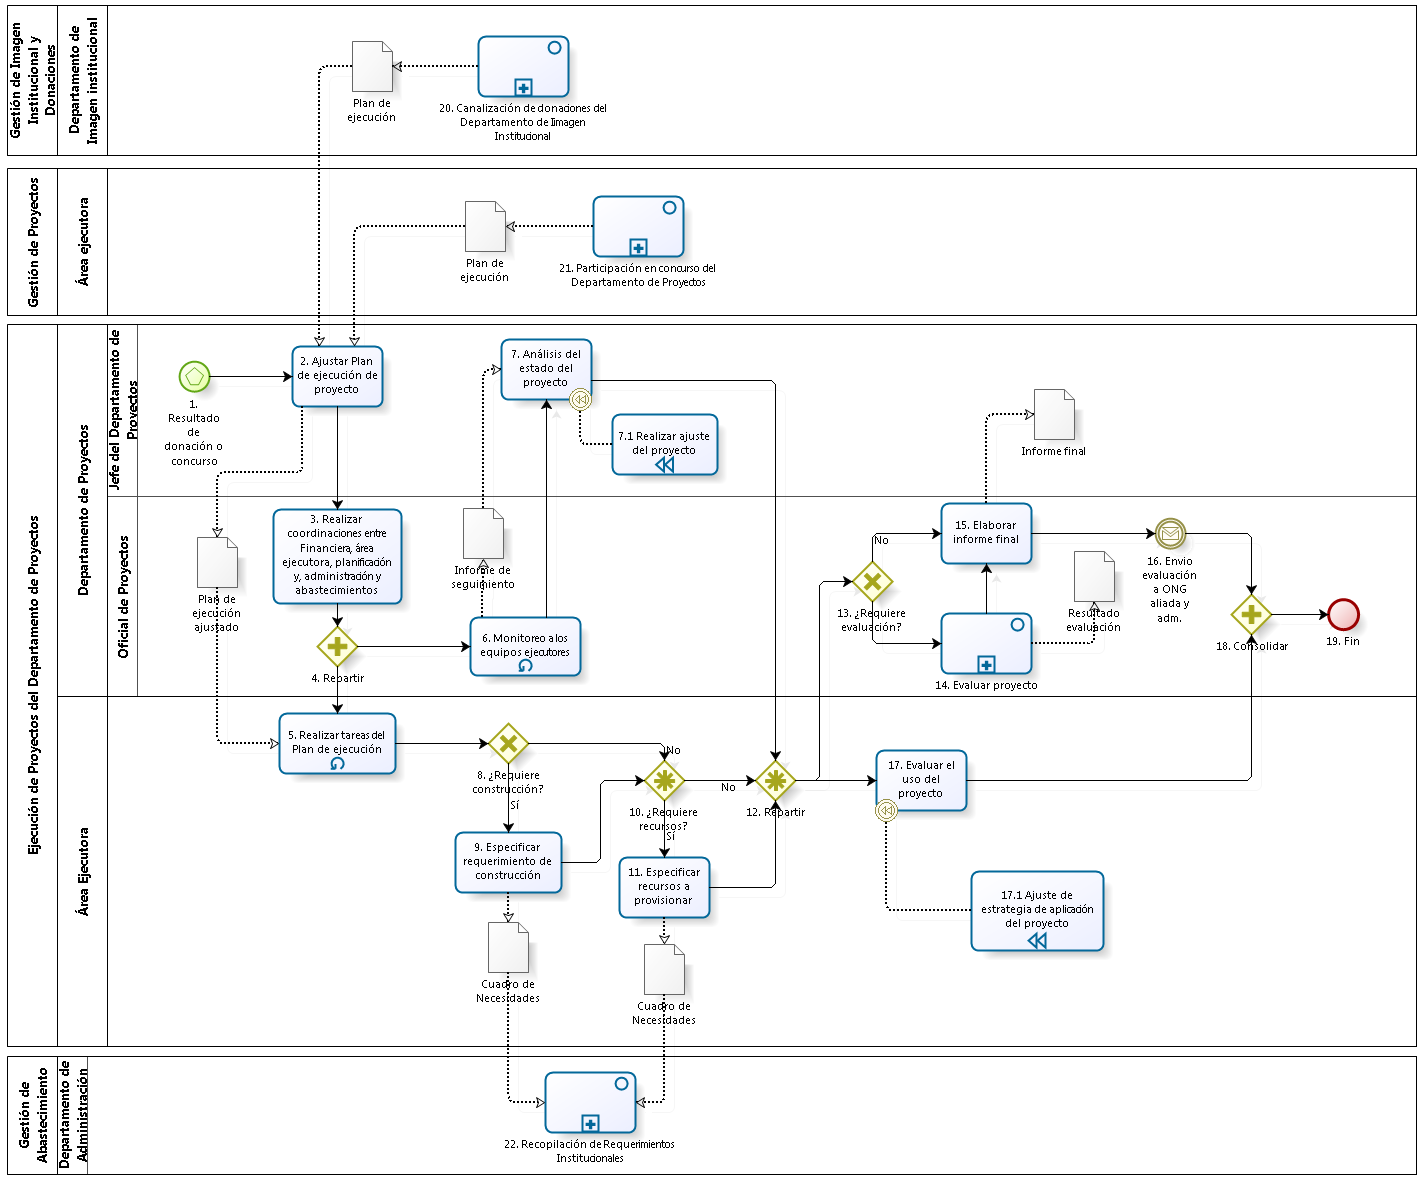 Gestión de Imagen
Institucional y
Donaciones
Departamento de
Imagen institucional
Plan de
ejecución
20. Canalización de donaciones del
Departamento de Imagen
Institucional
Gestión de Proyectos
Área ejecutora
Plan de
ejecución
21. Participación en concurso del
Departamento de Proyectos
Ejecución de Proyectos del Departamento de Proyectos
Departamento de Proyectos
Jefe del Departamento de
Proyectos
1.
Resultado
de
donación o
concurso
2. Ajustar Plan
de ejecución de
proyecto
7. Análisis del
estado del
proyecto
7.1 Realizar ajuste
del proyecto
Informe final
Oficial de Proyectos
Plan de
ejecución
ajustado
3. Realizar
coordinaciones entre
Financiera, área
ejecutora, planificación
y, administración y
abastecimientos
4. Repartir
Informe de
seguimiento
6. Monitoreo a los
equipos ejecutores
No
13. ¿Requiere
evaluación?
15. Elaborar
informe final
14. Evaluar proyecto
Resultado
evaluación
16. Envio
evaluación
a ONG
aliada y
adm.
18. Consolidar
19. Fin
Área Ejecutora
5. Realizar tareas del
Plan de ejecución
8. ¿Requiere
construcción?
Sí
No
9. Especificar
requerimiento de
construcción
10. ¿Requiere
recursos?
Sí
No
11. Especificar
recursos a
provisionar
12. Repartir
17. Evaluar el
uso del
proyecto
17.1 Ajuste de
estrategia de aplicación
del proyecto
Cuadro de
Necesidades
Cuadro de
Necesidades
Gestión de
Abastecimiento
Departamento de
Administración
22. Recopilación de Requerimientos
Institucionales